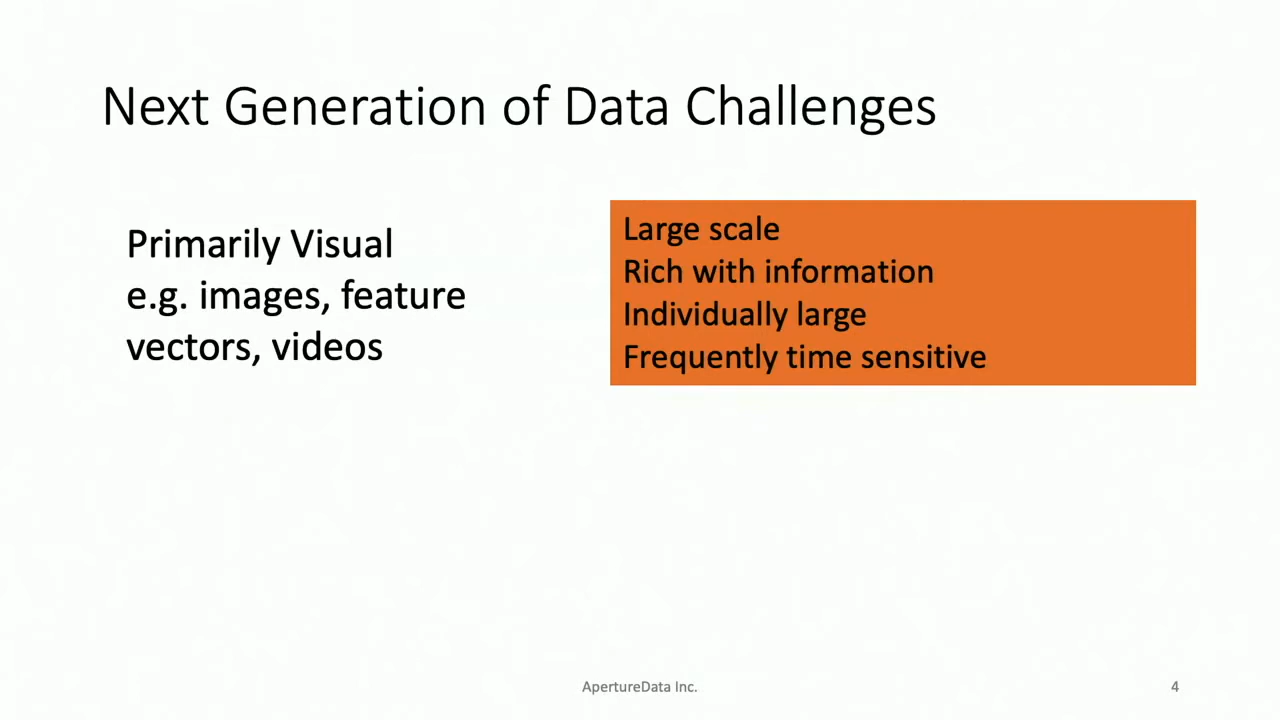 Next Generation of Data Challenges
Primarily Visual
e.g. images, feature
vectors, videos
Large scale
Rich with information
Individually large
Frequently time sensitive
ApertureData Inc.
4